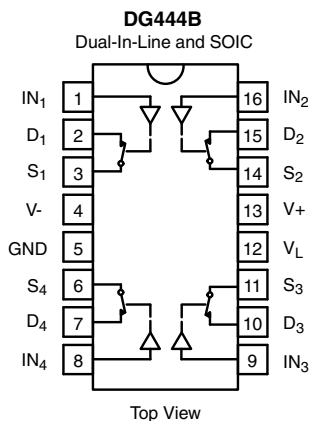 DG444B
Dual-In-Line and SOIC
IN1 1 16 IN2
D1 2 15 D2
S1 3 14 S2
V- 4 13 V+
GND 5 12 VL
S4 6 11 S3
D4 7 10 D3
IN4 8 9 IN3
Top View